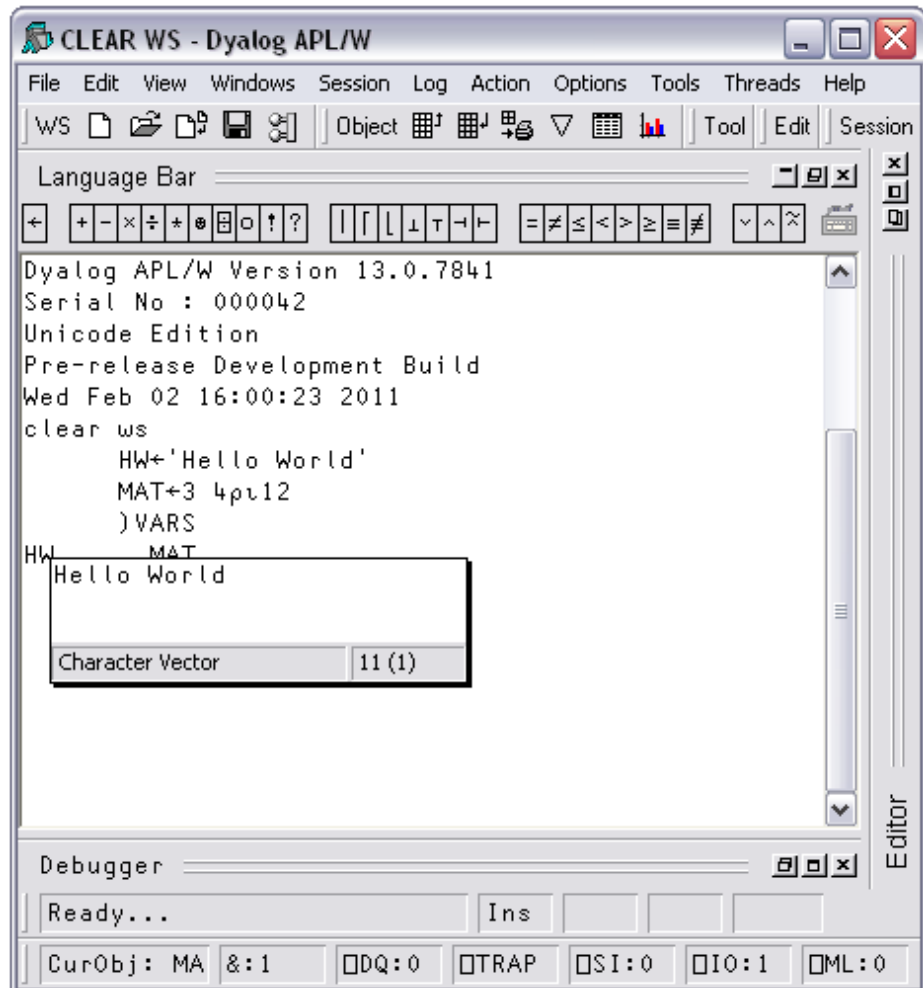 CLEAR WS - Dyalog APL/W
File Edit View Windows Session Log Action Options Tools Threads Help
WS Object Tool Edit Session
Language Bar
← + - × ÷ * ⍟ ⌹ ○ ! ? | ⌈ ⌊ ⊥ ⊤ ⊣ ⊢ = ≠ ≤ < > ≥ ≡ ≢ ∨ ∧ ⍲
Dyalog APL/W Version 13.0.7841
Serial No : 000042
Unicode Edition
Pre-release Development Build
Wed Feb 02 16:00:23 2011
clear ws
HW←'Hello World'
MAT←3 4⍴⍳12
)VARS
HW MAT
Hello World
Character Vector 11 (1)
Editor
Debugger
Ready... Ins
CurObj: MA &:1 ⎕DQ:0 ⎕TRAP ⎕SI:0 ⎕IO:1 ⎕ML:0